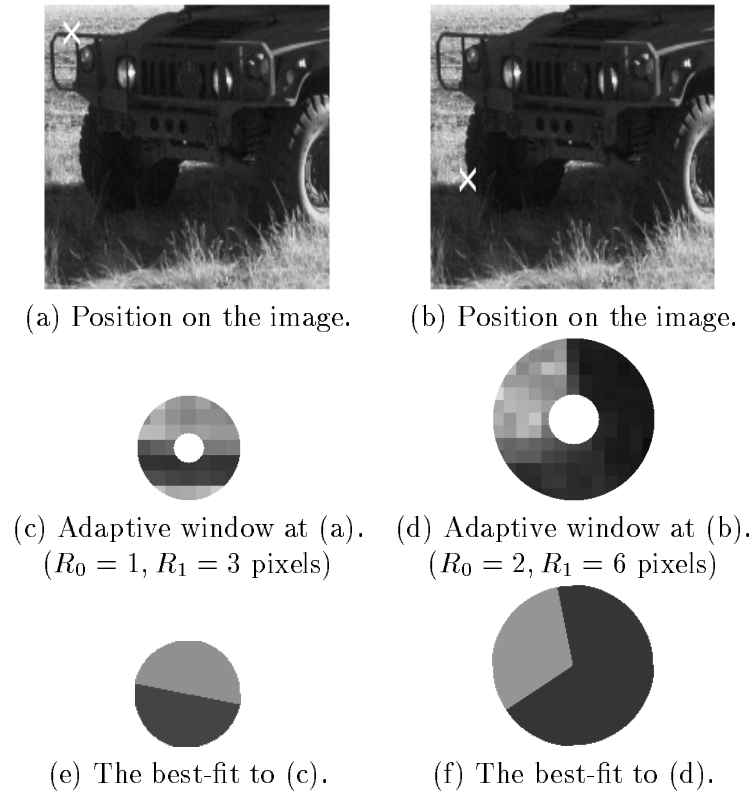 (a) Position on the image.
(b) Position on the image.
(c) Adaptive window at (a).
(R₀ = 1, R₁ = 3 pixels)
(d) Adaptive window at (b).
(R₀ = 2, R₁ = 6 pixels)
(e) The best-fit to (c).
(f) The best-fit to (d).